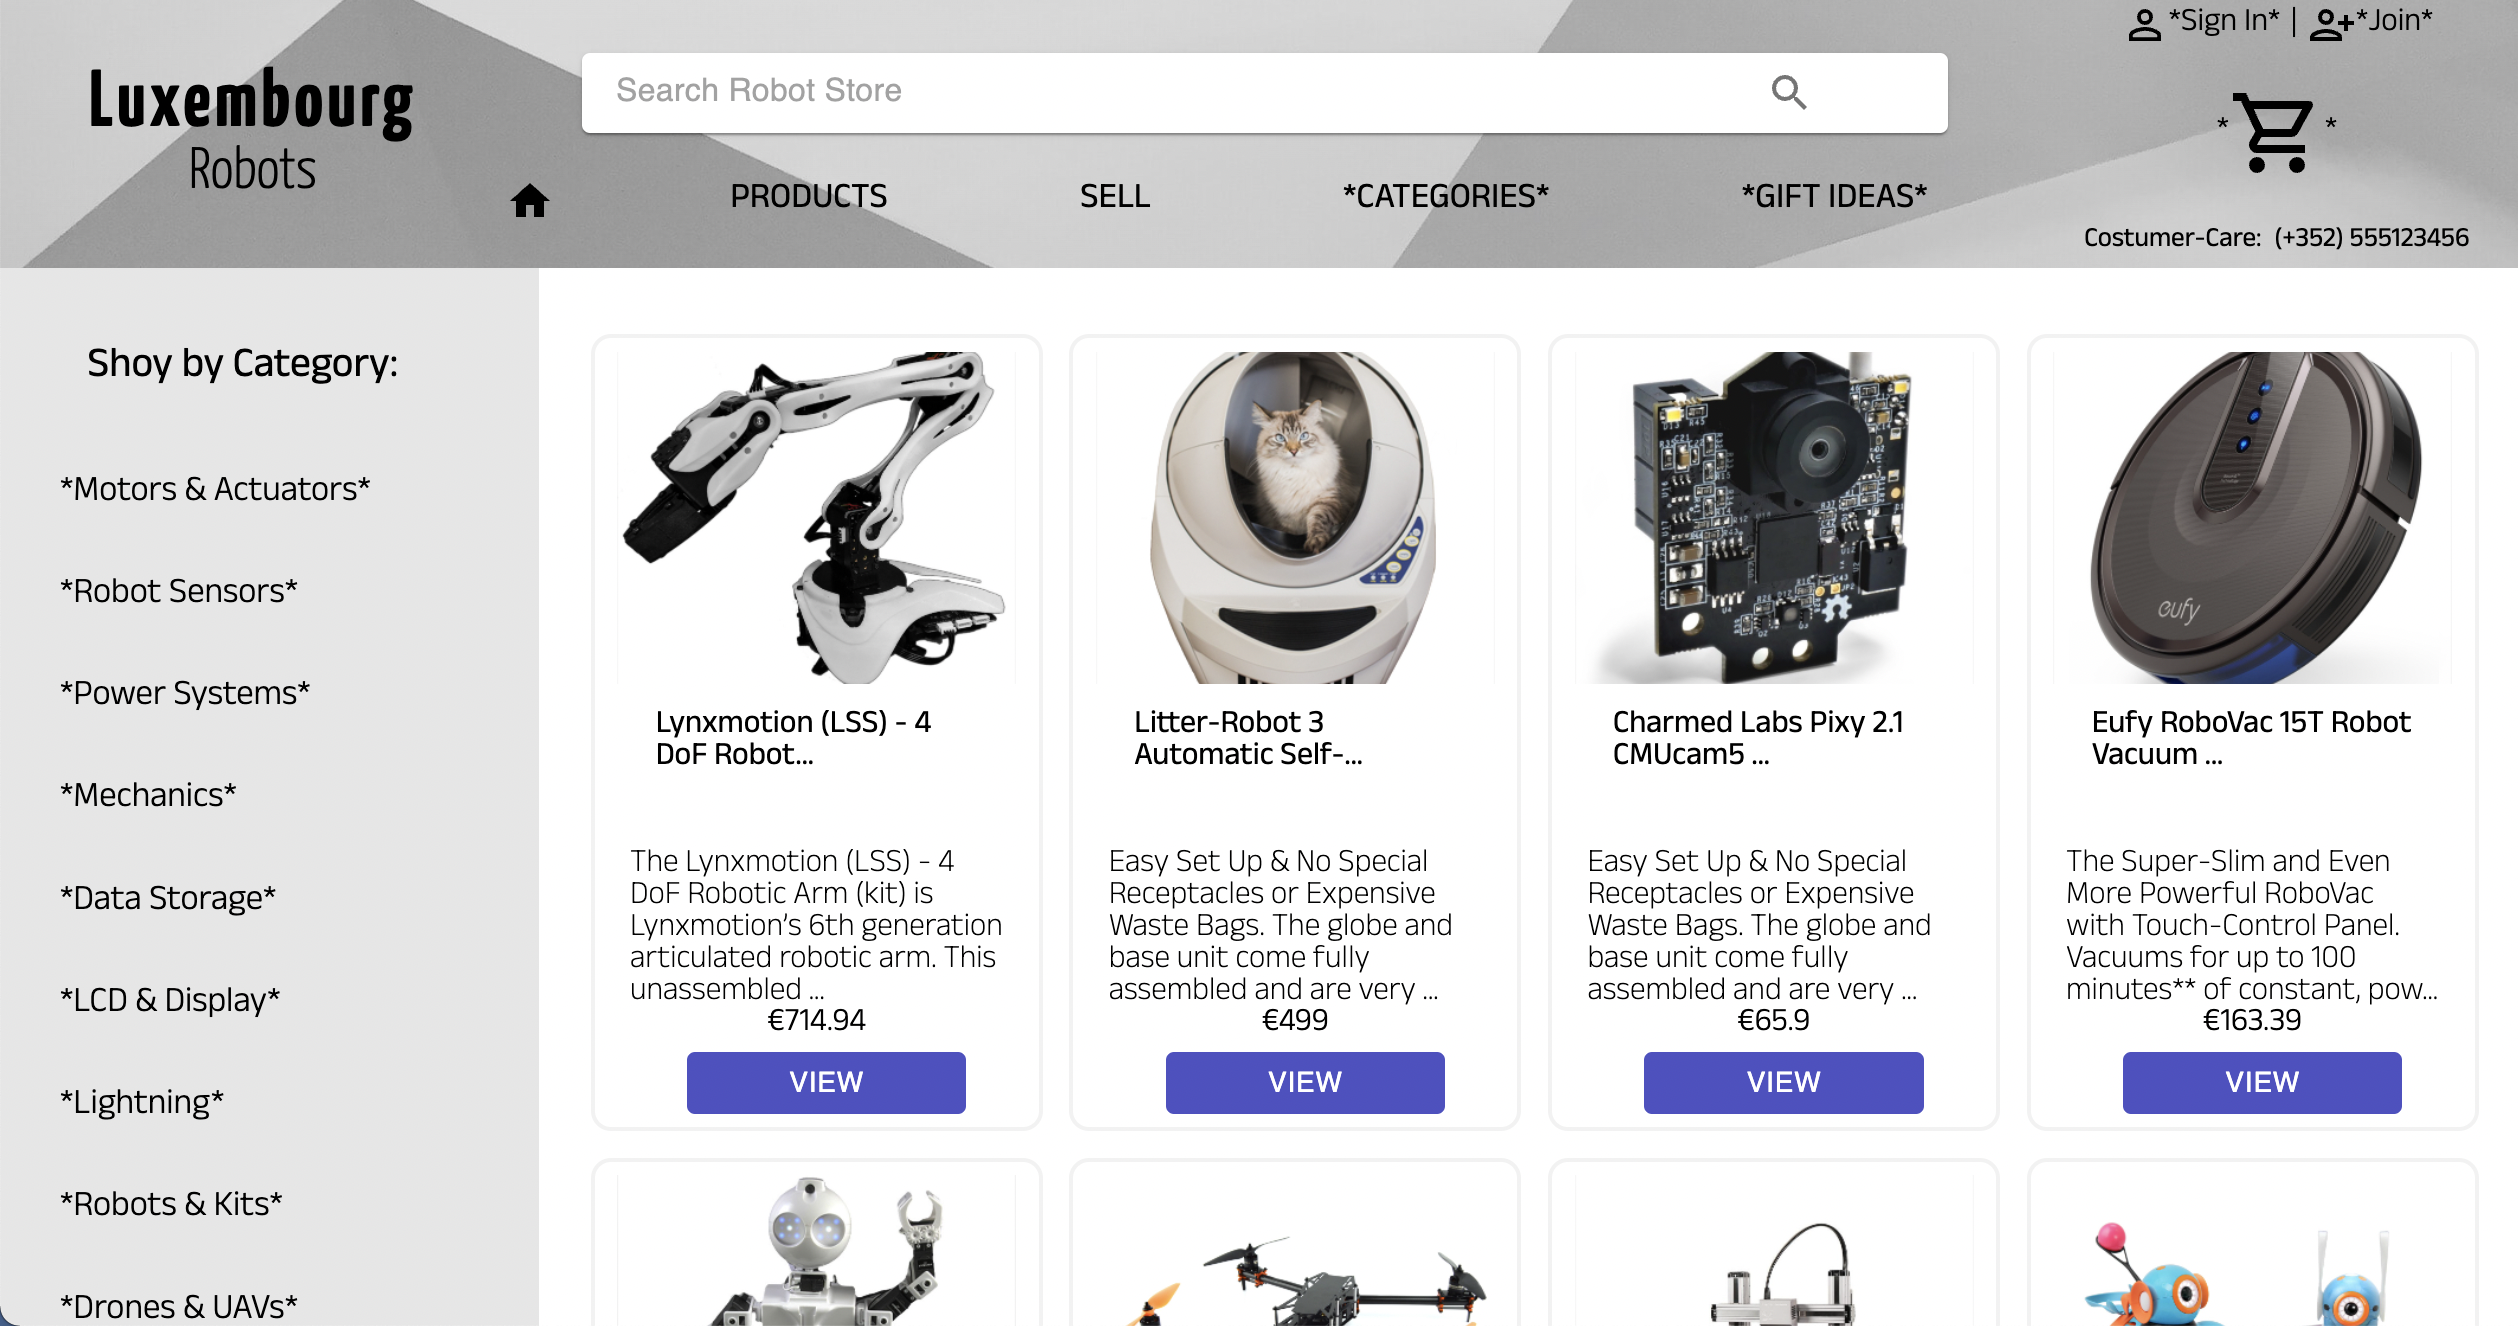 *Sign In* | *Join*
Luxembourg
Robots
Search Robot Store
* *
PRODUCTS SELL *CATEGORIES* *GIFT IDEAS*
Costumer-Care: (+352) 555123456
Shoy by Category:
*Motors & Actuators*
*Robot Sensors*
*Power Systems*
*Mechanics*
*Data Storage*
*LCD & Display*
*Lightning*
*Robots & Kits*
*Drones & UAVs*
Lynxmotion (LSS) - 4
DoF Robot...
The Lynxmotion (LSS) - 4
DoF Robotic Arm (kit) is
Lynxmotion’s 6th generation
articulated robotic arm. This
unassembled ...
€714.94
VIEW
Litter-Robot 3
Automatic Self-...
Easy Set Up & No Special
Receptacles or Expensive
Waste Bags. The globe and
base unit come fully
assembled and are very ...
€499
VIEW
Charmed Labs Pixy 2.1
CMUcam5 ...
Easy Set Up & No Special
Receptacles or Expensive
Waste Bags. The globe and
base unit come fully
assembled and are very ...
€65.9
VIEW
eufy
Eufy RoboVac 15T Robot
Vacuum ...
The Super-Slim and Even
More Powerful RoboVac
with Touch-Control Panel.
Vacuums for up to 100
minutes** of constant, pow...
€163.39
VIEW